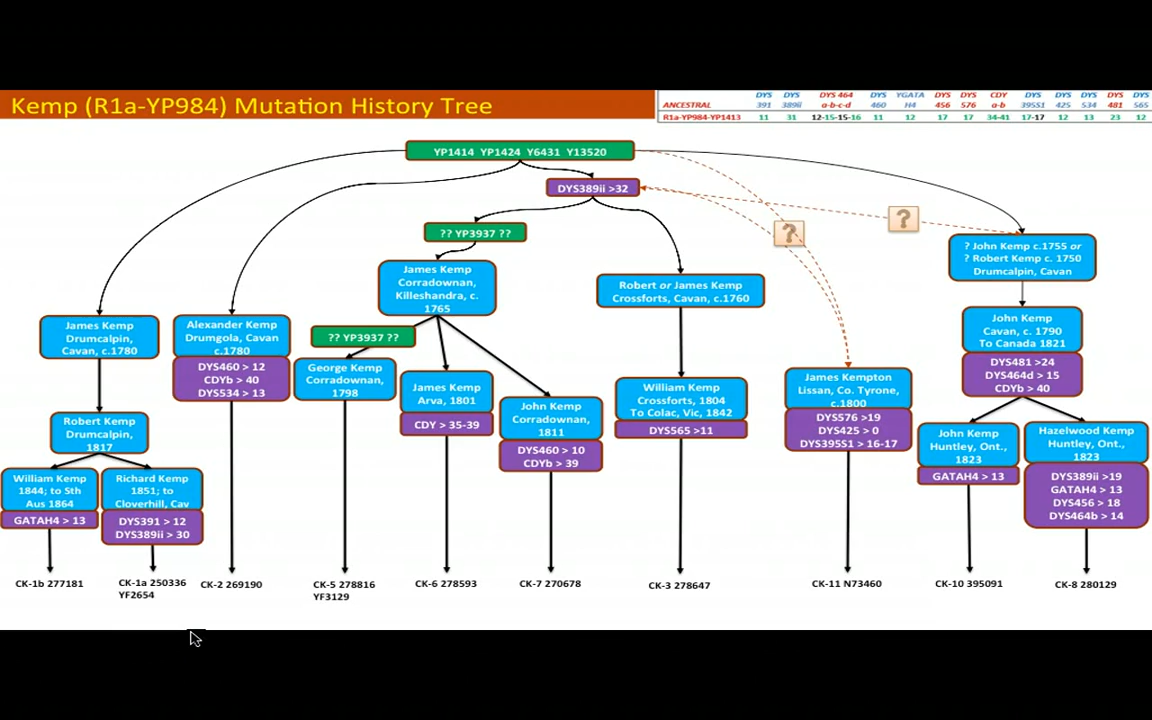 Kemp (R1a-YP984) Mutation History Tree
DYS DYS DYS 464 DYS YGATA DYS DYS CDY DYS DYS DYS DYS DYS
ANCESTRAL 391 389ii a-b-c-d 460 H4 456 576 a-b 395S1 425 534 481 565
R1a-YP984-YP1413 11 31 12-15-15-16 11 12 17 17 34-41 17-17 12 13 23 12
YP1414 YP1424 Y6431 Y13520
DYS389ii >32
?? YP3937 ??
?
?
? John Kemp c.1755 or
? Robert Kemp c. 1750
Drumcalpin, Cavan
James Kemp
Corradownan,
Killeshandra, c.
1765
Robert or James Kemp
Crossforts, Cavan, c.1760
James Kemp
Drumcalpin,
Cavan, c.1780
Alexander Kemp
Drumgola, Cavan
c.1780
DYS460 > 12
CDYb > 40
DYS534 > 13
?? YP3937 ??
George Kemp
Corradownan,
1798
James Kemp
Arva, 1801
CDY > 35-39
John Kemp
Corradownan,
1811
DYS460 > 10
CDYb > 39
William Kemp
Crossforts, 1804
To Colac, Vic, 1842
DYS565 >11
James Kempton
Lissan, Co. Tyrone,
c.1800
DYS576 >19
DYS425 > 0
DYS395S1 > 16-17
John Kemp
Cavan, c. 1790
To Canada 1821
DYS481 >24
DYS464d > 15
CDYb > 40
Robert Kemp
Drumcalpin,
1817
John Kemp
Huntley, Ont.,
1823
GATAH4 > 13
Hazelwood Kemp
Huntley, Ont.,
1823
DYS389ii >19
GATAH4 > 13
DYS456 > 18
DYS464b > 14
William Kemp
1844; to Sth
Aus 1864
GATAH4 > 13
Richard Kemp
1851; to
Cloverhill, Cav
DYS391 > 12
DYS389ii > 30
CK-1b 277181
CK-1a 250336
YF2654
CK-2 269190
CK-5 278816
YF3129
CK-6 278593
CK-7 270678
CK-3 278647
CK-11 N73460
CK-10 395091
CK-8 280129